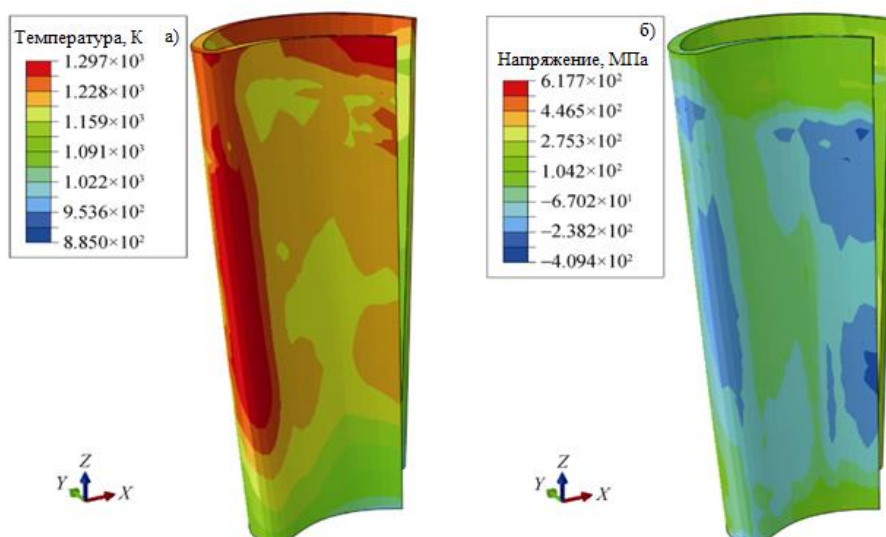 Температура, К а)
1.297×10³
1.228×10³
1.159×10³
1.091×10³
1.022×10³
9.536×10²
8.850×10²
Z
Y
X
б)
Напряжение, МПа
6.177×10²
4.465×10²
2.753×10²
1.042×10²
−6.702×10¹
−2.382×10²
−4.094×10²
Z
Y
X